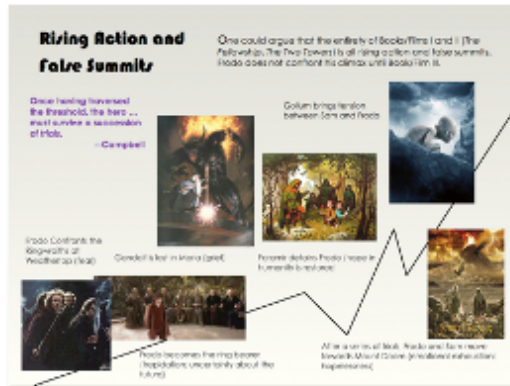 Rising Action and
False Summits
One could argue that the entirety of Books/Films I and II (The
Fellowship, The Two Towers) is all rising action and false summits.
Frodo does not confront his climax until Book/Film III.
Once having traversed
the threshold, the hero ...
must survive a succession
of trials.
--Campbell
Gollum brings tension
between Sam and Frodo
Frodo Confronts the
Ringwraiths at
Weathertop (fear)
Gandalf is lost in Moria (grief)
Faramir detains Frodo (hope in
humanity is restored)
Frodo becomes the ring bearer
(trepidation; uncertainty about the
future)
After a series of trials, Frodo and Sam move
towards Mount Doom (emotional exhaustion;
hopelessness)